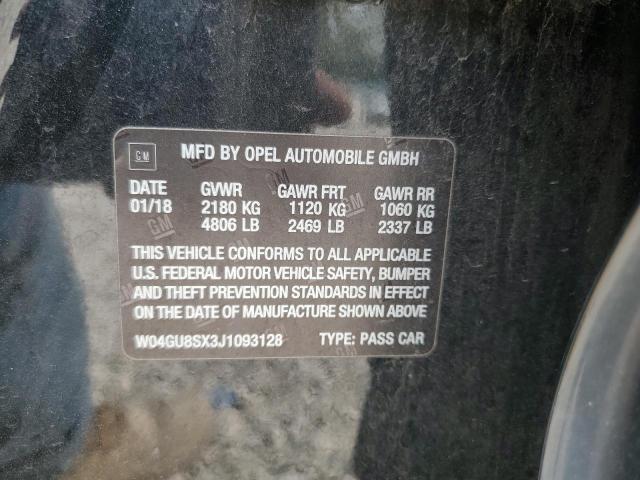 GM MFD BY OPEL AUTOMOBILE GMBH
DATE GVWR GAWR FRT GAWR RR
01/18 2180 KG 1120 KG 1060 KG
4806 LB 2469 LB 2337 LB
THIS VEHICLE CONFORMS TO ALL APPLICABLE
U.S. FEDERAL MOTOR VEHICLE SAFETY, BUMPER
AND THEFT PREVENTION STANDARDS IN EFFECT
ON THE DATE OF MANUFACTURE SHOWN ABOVE
W04GU8SX3J1093128 TYPE: PASS CAR